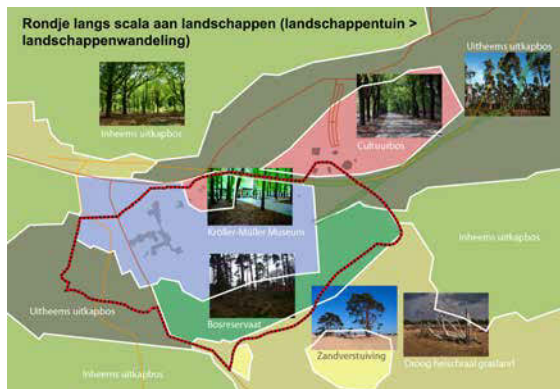 Rondje langs scala aan landschappen (landschappentuin >
landschappenwandeling)
Uitheems uitkapbos
Inheems uitkapbos
Cultuurbos
Kröller-Müller Museum
Inheems uitkapbos
Bosreservaat
Uitheems uitkapbos
Zandverstuiving
Droog heischraal grasland
Inheems uitkapbos